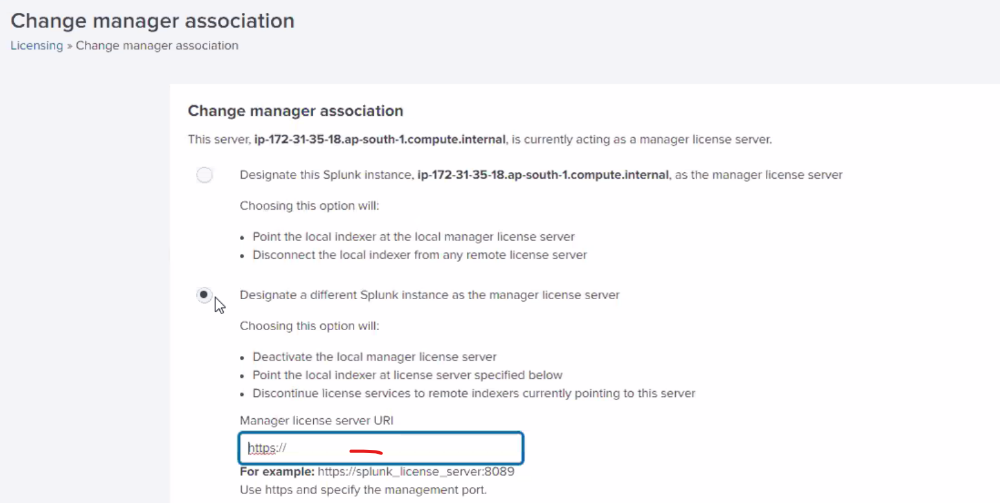 Change manager association
Licensing » Change manager association
Change manager association
This server, ip-172-31-35-18.ap-south-1.compute.internal, is currently acting as a manager license server.
Designate this Splunk instance, ip-172-31-35-18.ap-south-1.compute.internal, as the manager license server
Choosing this option will:
• Point the local indexer at the local manager license server
• Disconnect the local indexer from any remote license server
Designate a different Splunk instance as the manager license server
Choosing this option will:
• Deactivate the local manager license server
• Point the local indexer at license server specified below
• Discontinue license services to remote indexers currently pointing to this server
Manager license server URI
https://
For example: https://splunk_license_server:8089
Use https and specify the management port.